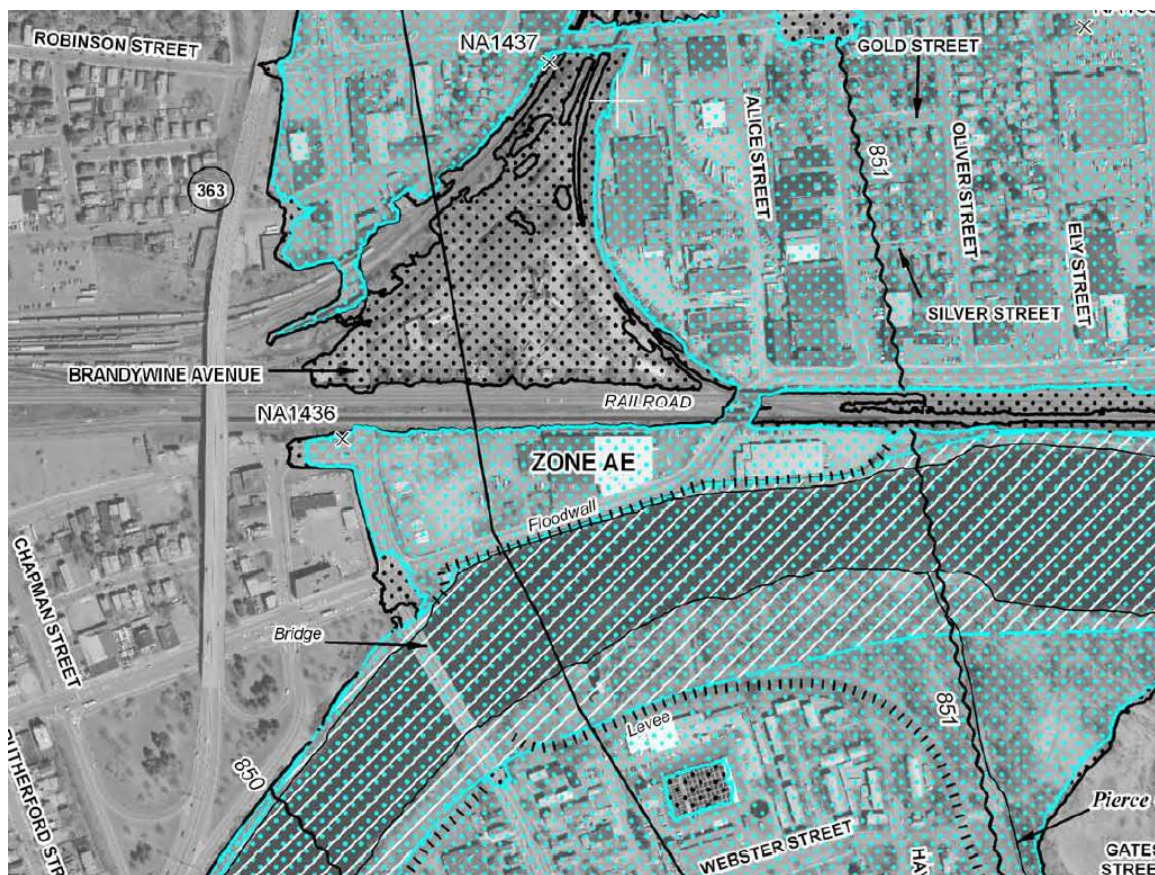 ROBINSON STREET
NA1437
GOLD STREET
363
ALICE STREET
851
OLIVER STREET
ELY STREET
SILVER STREET
BRANDYWINE AVENUE
RAILROAD
NA1436
ZONE AE
Floodwall
CHAPMAN STREET
Bridge
Levee
851
850
Pierce
WEBSTER STREET
GATES